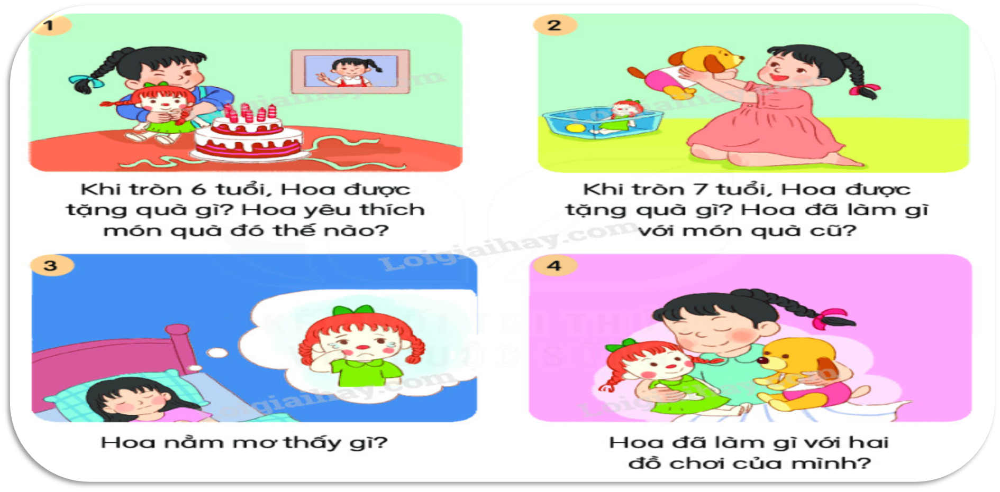 1
Khi tròn 6 tuổi, Hoa được
tặng quà gì? Hoa yêu thích
món quà đó thế nào?
2
Khi tròn 7 tuổi, Hoa được
tặng quà gì? Hoa đã làm gì
với món quà cũ?
Loigiaihay.com
3
Hoa nằm mơ thấy gì?
4
Hoa đã làm gì với hai
đồ chơi của mình?